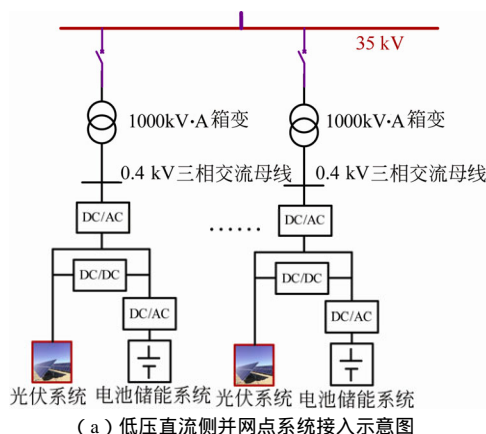 35 kV
1000kV·A箱变
1000kV·A箱变
0.4 kV三相交流母线
0.4 kV三相交流母线
DC/AC
......
DC/AC
DC/DC
DC/DC
DC/AC
DC/AC
光伏系统
电池储能系统
光伏系统
电池储能系统
（a）低压直流侧并网点系统接入示意图